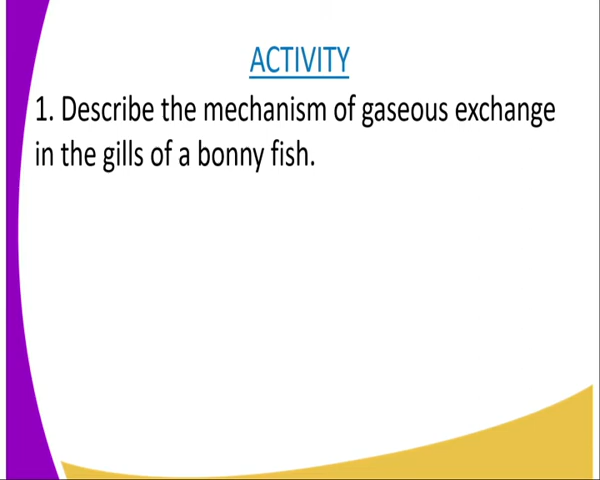 ACTIVITY
1. Describe the mechanism of gaseous exchange
in the gills of a bonny fish.